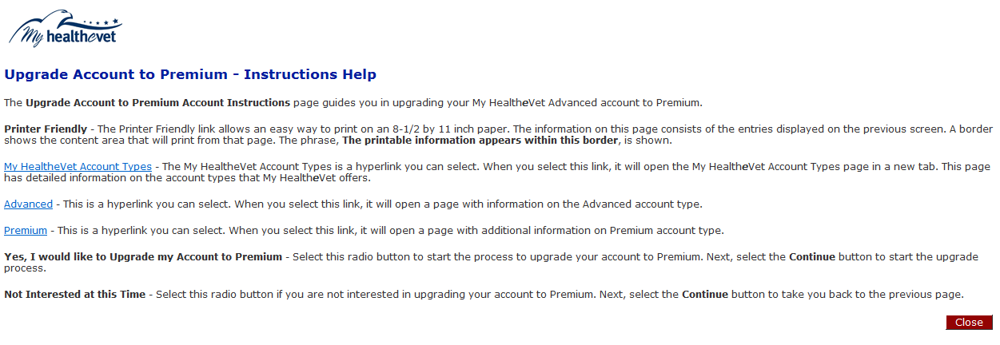 My healthevet
Upgrade Account to Premium - Instructions Help
The Upgrade Account to Premium Account Instructions page guides you in upgrading your My HealtheVet Advanced account to Premium.
Printer Friendly - The Printer Friendly link allows an easy way to print on an 8-1/2 by 11 inch paper. The information on this page consists of the entries displayed on the previous screen. A border
shows the content area that will print from that page. The phrase, The printable information appears within this border, is shown.
My HealtheVet Account Types - The My HealtheVet Account Types is a hyperlink you can select. When you select this link, it will open the My HealtheVet Account Types page in a new tab. This page
has detailed information on the account types that My HealtheVet offers.
Advanced - This is a hyperlink you can select. When you select this link, it will open a page with information on the Advanced account type.
Premium - This is a hyperlink you can select. When you select this link, it will open a page with additional information on Premium account type.
Yes, I would like to Upgrade my Account to Premium - Select this radio button to start the process to upgrade your account to Premium. Next, select the Continue button to start the upgrade
process.
Not Interested at this Time - Select this radio button if you are not interested in upgrading your account to Premium. Next, select the Continue button to take you back to the previous page.
Close